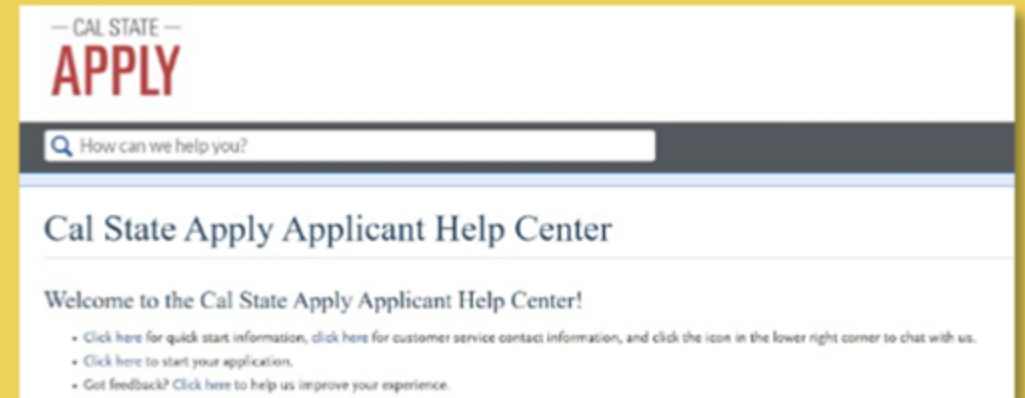 — CAL STATE —
APPLY
How can we help you?
Cal State Apply Applicant Help Center
Welcome to the Cal State Apply Applicant Help Center!
• Click here for quick start information, click here for customer service contact information, and click the icon in the lower right corner to chat with us.
• Click here to start your application.
• Got feedback? Click here to help us improve your experience.